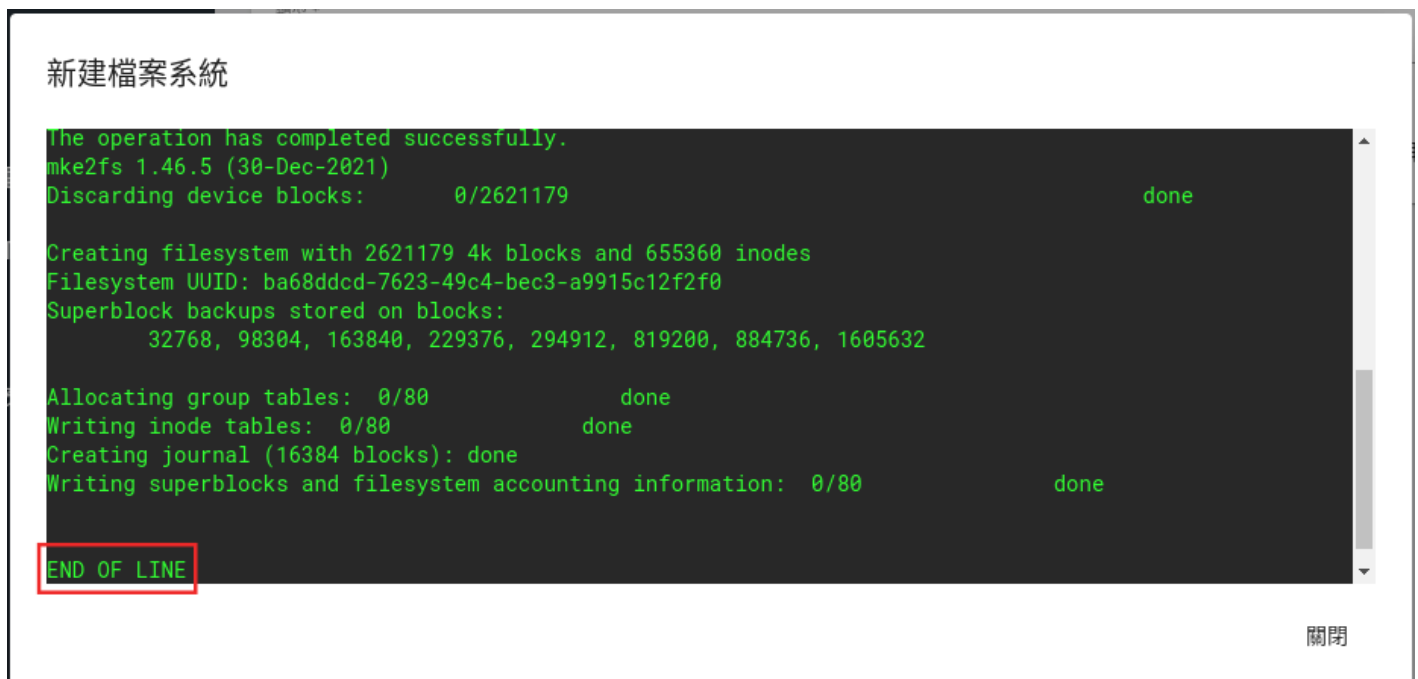 新建檔案系統
The operation has completed successfully.
mke2fs 1.46.5 (30-Dec-2021)
Discarding device blocks:       0/2621179                                             done
Creating filesystem with 2621179 4k blocks and 655360 inodes
Filesystem UUID: ba68ddcd-7623-49c4-bec3-a9915c12f2f0
Superblock backups stored on blocks:
        32768, 98304, 163840, 229376, 294912, 819200, 884736, 1605632
Allocating group tables:  0/80               done
Writing inode tables:  0/80               done
Creating journal (16384 blocks): done
Writing superblocks and filesystem accounting information:  0/80               done
END OF LINE
關閉